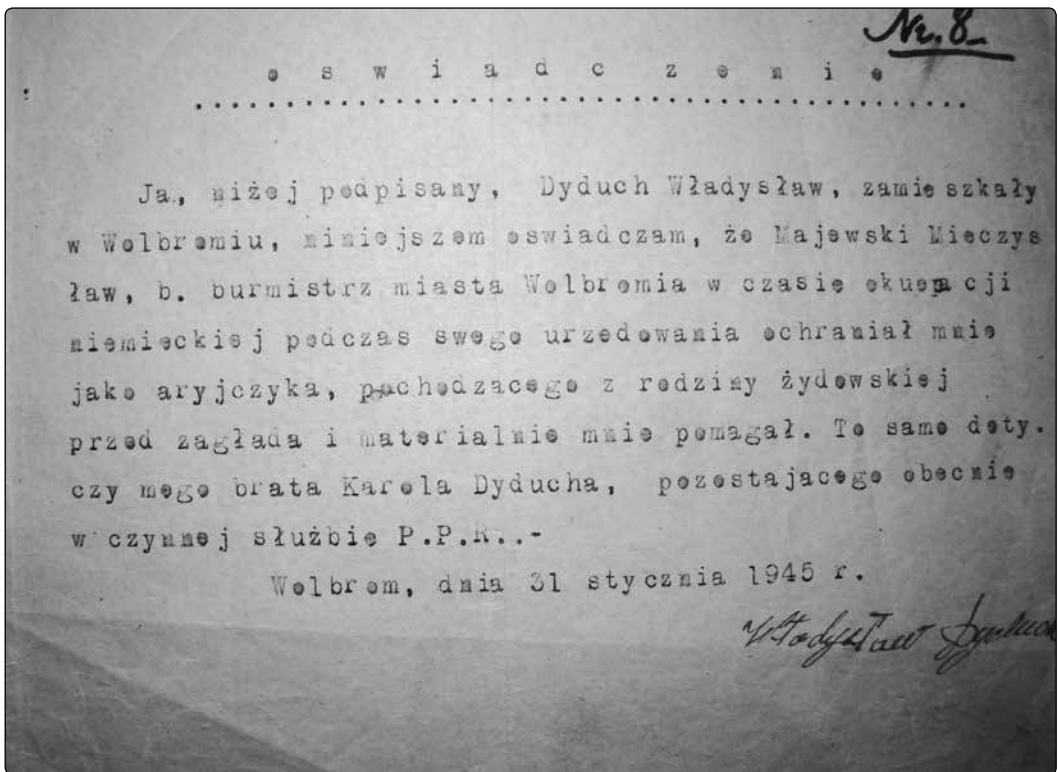 Nr. 8_
o s w i a d c z e n i e
Ja, niżej podpisany, Dyduch Władysław, zamieszkały
w Wolbromiu, niniejszem oswiadczam, że Majewski Mieczys
ław, b. burmistrz miasta Wolbromia w czasie okupacji
niemieckiej podczas swego urzedowania ochraniał mnie
jako aryjczyka, pochodzacego z rodziny żydowskiej
przed zagłada i materialnie mnie pomagał. To samo doty.
czy mego brata Karola Dyducha, pozostajacego obecnie
w czynnej służbie P.P.R..-
Wolbrom, dnia 31 stycznia 1945 r.
Władysław Dyduch